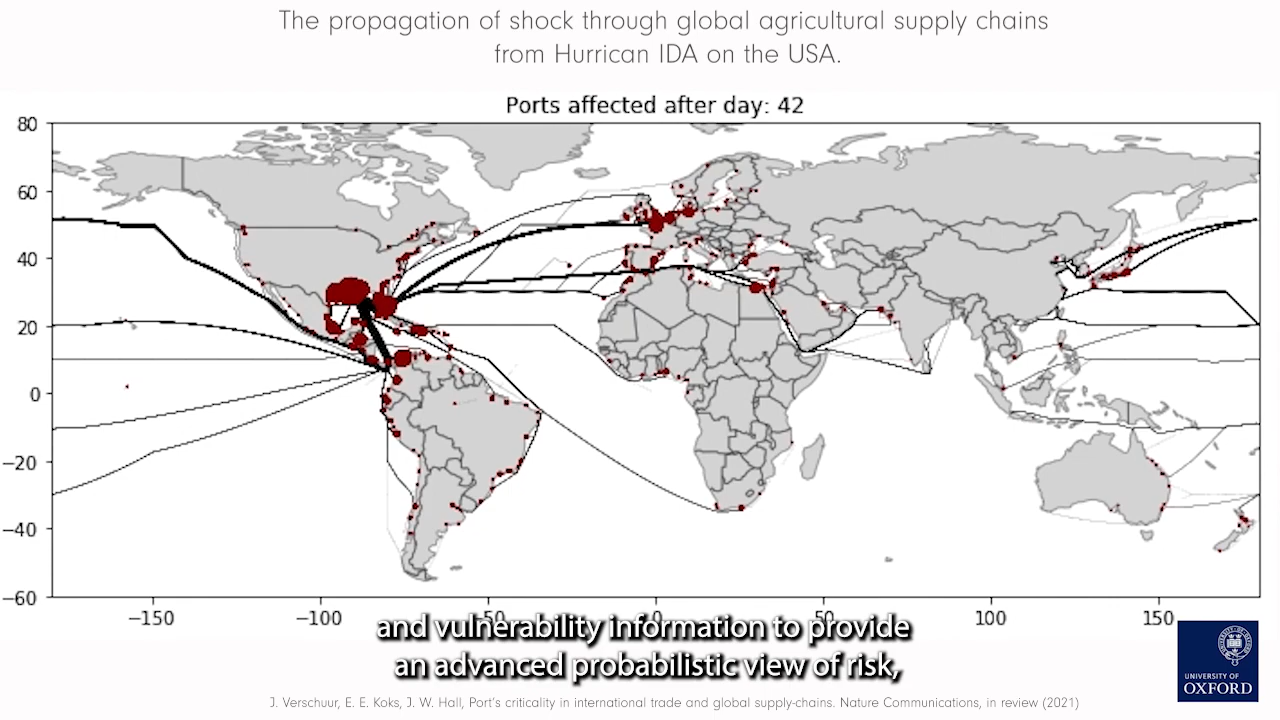 The propagation of shock through global agricultural supply chains
from Hurrican IDA on the USA.
Ports affected after day: 42
80
60
40
20
0
−20
−40
−60
−150
−100
−50
0
50
100
150
and vulnerability information to provide
an advanced probabilistic view of risk,
UNIVERSITY OF
OXFORD
J. Verschuur, E. E. Koks, J. W. Hall, Port's criticality in international trade and global supply-chains. Nature Communications, in review (2021)